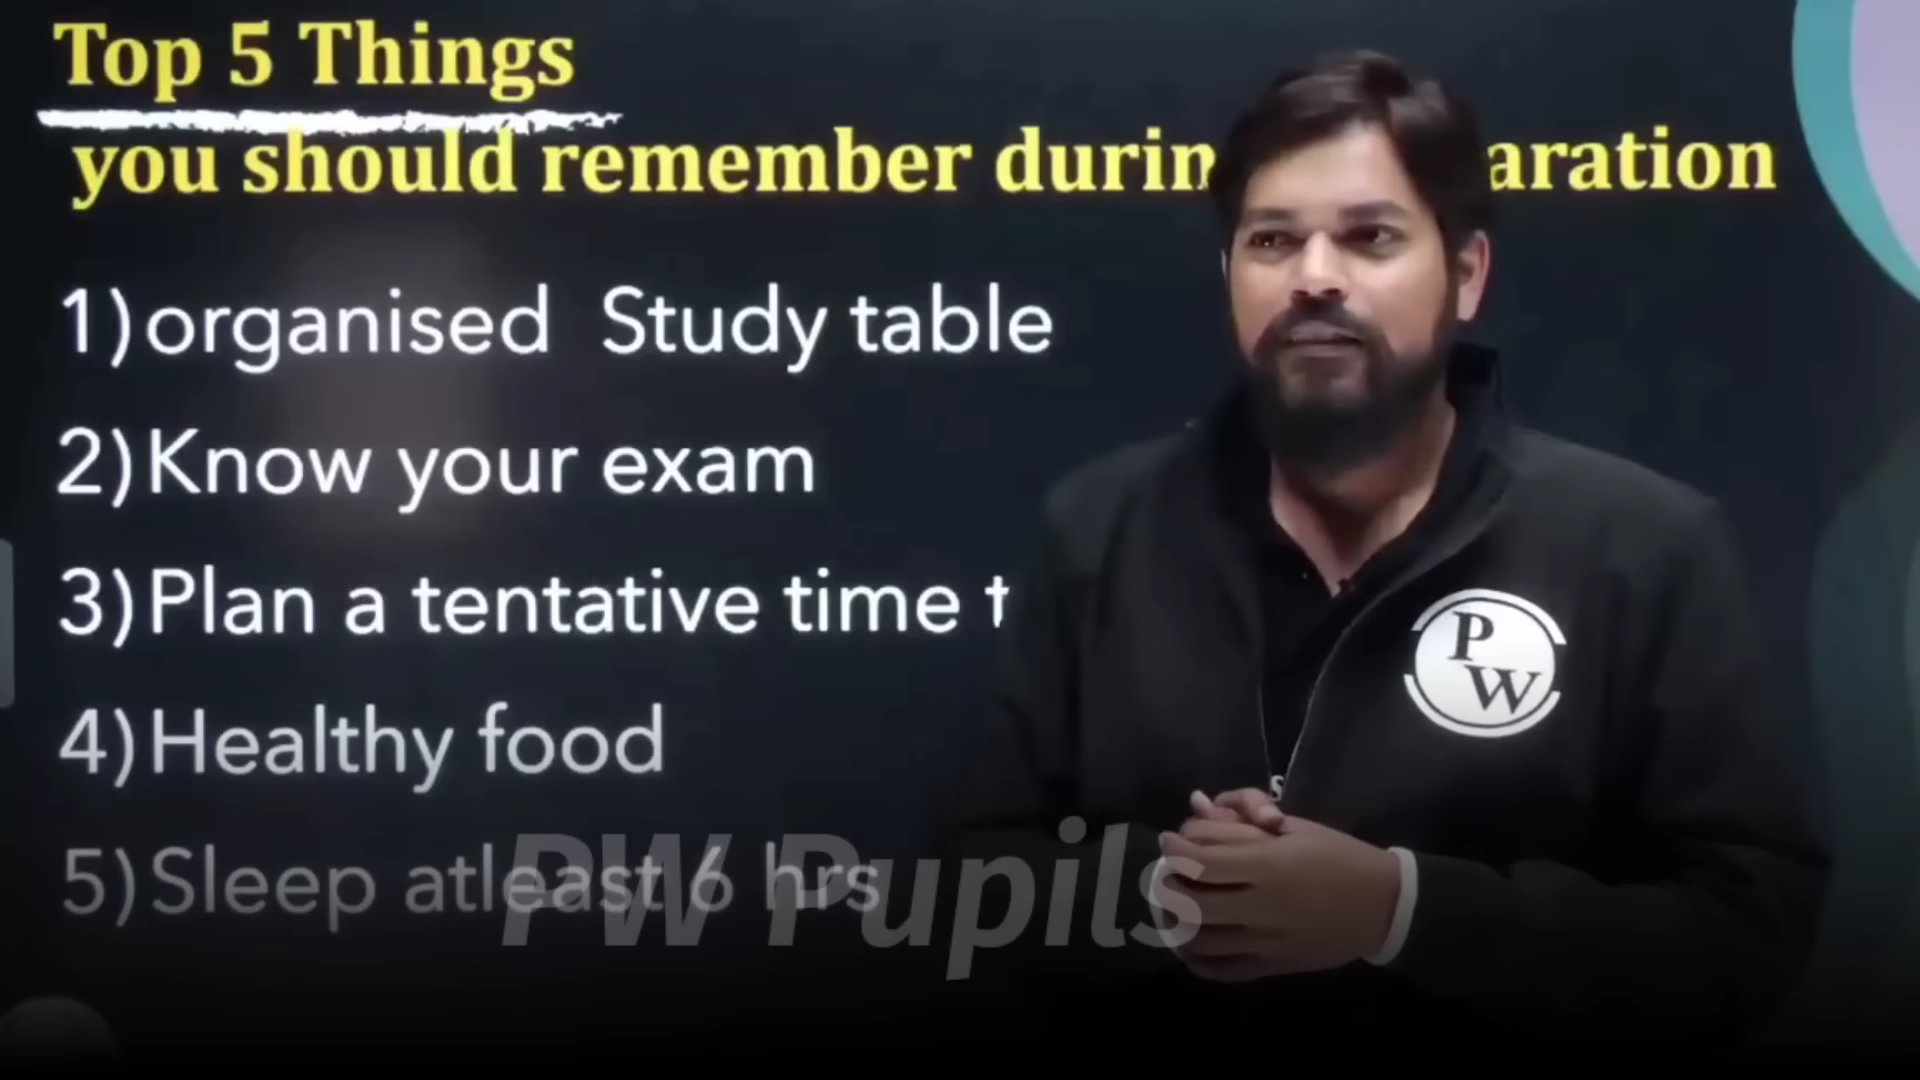 Top 5 Things
you should remember durin aration
1) organised Study table
2) Know your exam
3) Plan a tentative time t
4) Healthy food
5) Sleep atleast 6 hrs
P
W
PW Pupils